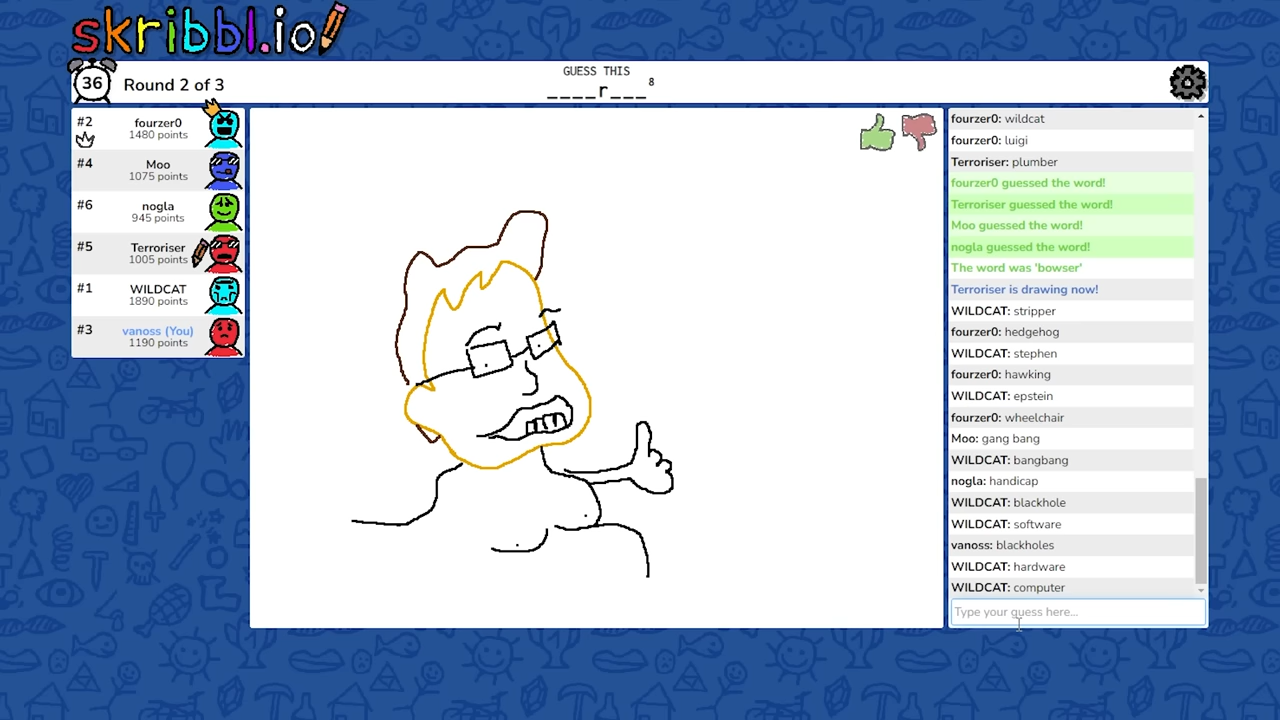 skribbl.io
36
Round 2 of 3
GUESS THIS
____r___ 8
#2
fourzer0
1480 points
#4
Moo
1075 points
#6
nogla
945 points
#5
Terroriser
1005 points
#1
WILDCAT
1890 points
#3
vanoss (You)
1190 points
fourzer0: wildcat
fourzer0: luigi
Terroriser: plumber
fourzer0 guessed the word!
Terroriser guessed the word!
Moo guessed the word!
nogla guessed the word!
The word was 'bowser'
Terroriser is drawing now!
WILDCAT: stripper
fourzer0: hedgehog
WILDCAT: stephen
fourzer0: hawking
WILDCAT: epstein
fourzer0: wheelchair
Moo: gang bang
WILDCAT: bangbang
nogla: handicap
WILDCAT: blackhole
WILDCAT: software
vanoss: blackholes
WILDCAT: hardware
WILDCAT: computer
Type your guess here...